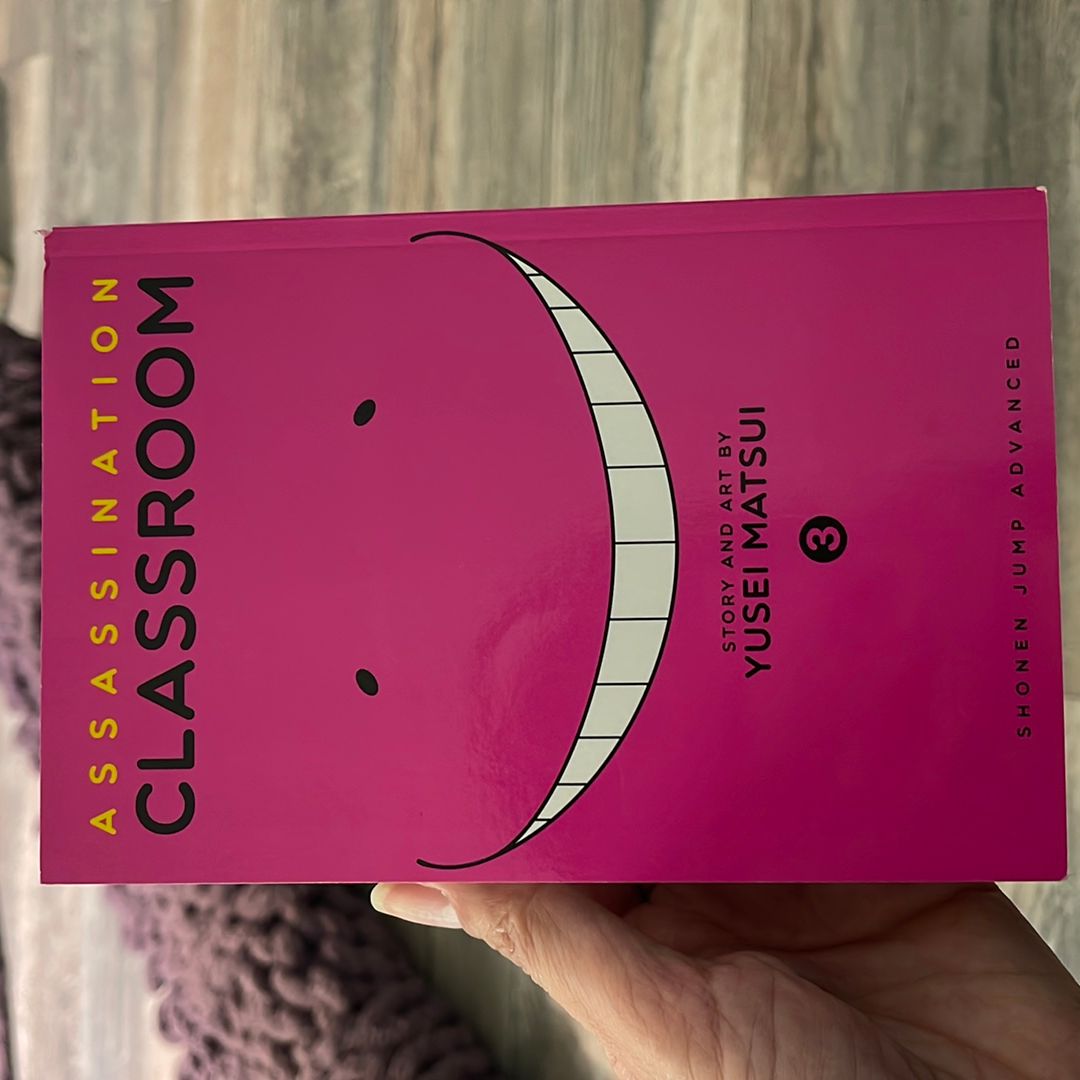 ASSASSINATION
CLASSROOM
STORY AND ART BY
YUSEI MATSUI
3
SHONEN JUMP ADVANCED